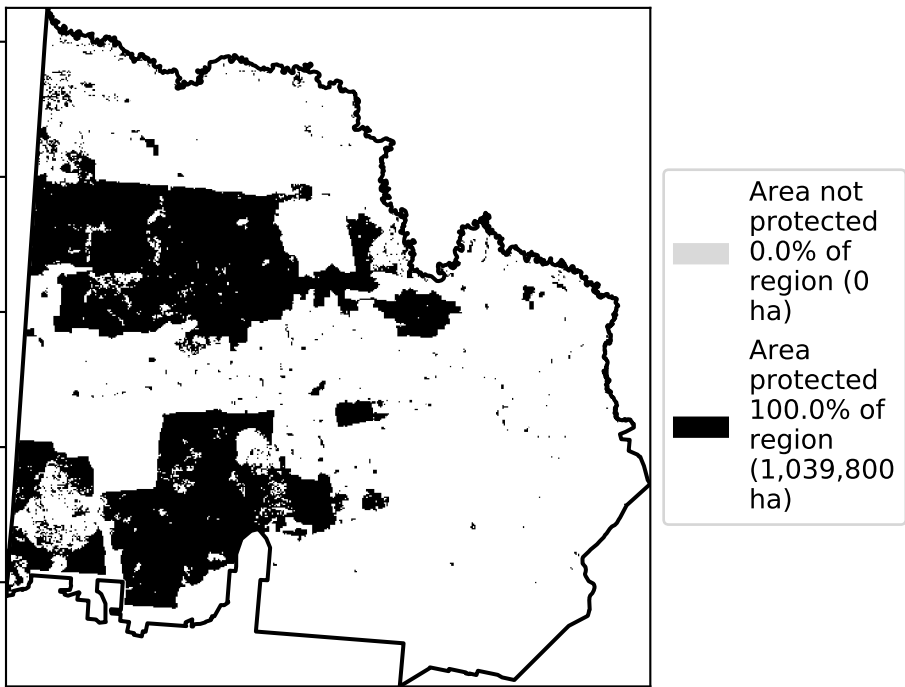 Area not
protected
0.0% of
region (0
ha)
Area
protected
100.0% of
region
(1,039,800
ha)